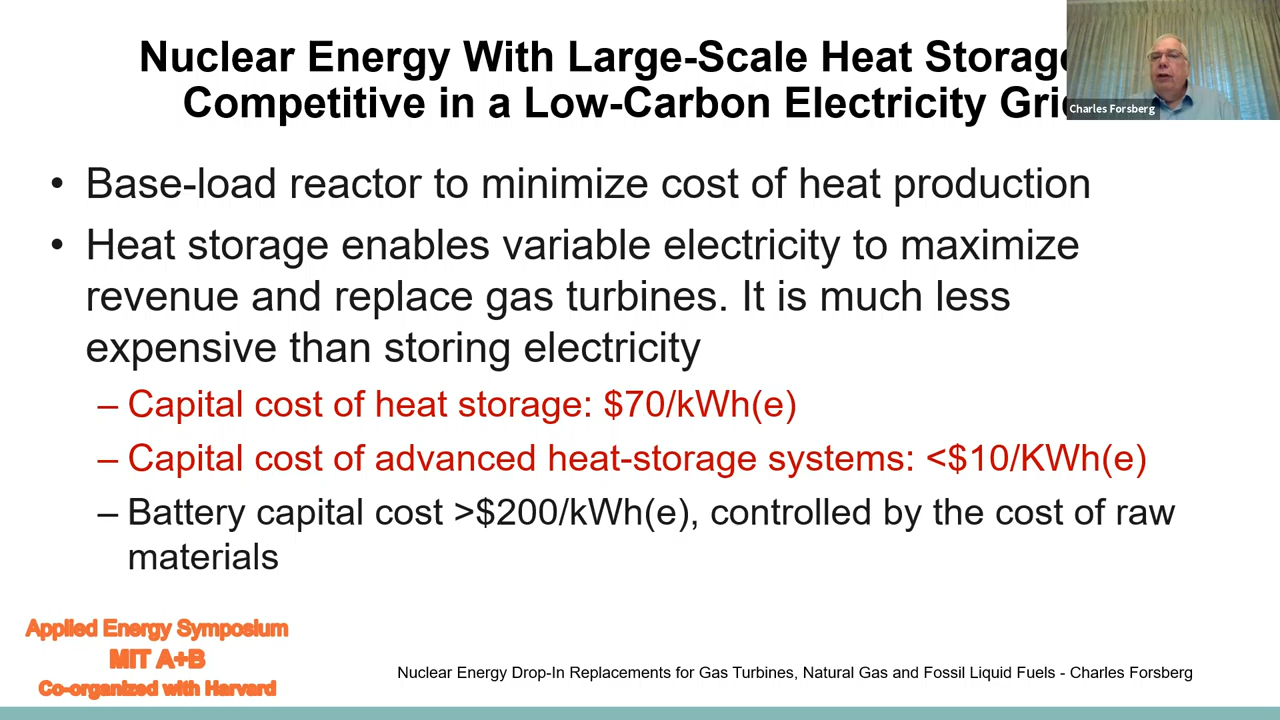 Nuclear Energy With Large-Scale Heat Storage
Competitive in a Low-Carbon Electricity
Charles Forsberg
• Base-load reactor to minimize cost of heat production
• Heat storage enables variable electricity to maximize
revenue and replace gas turbines. It is much less
expensive than storing electricity
– Capital cost of heat storage: $70/kWh(e)
– Capital cost of advanced heat-storage systems: <$10/KWh(e)
– Battery capital cost >$200/kWh(e), controlled by the cost of raw
materials
Applied Energy Symposium
MIT A+B
Co-organized with Harvard
Nuclear Energy Drop-In Replacements for Gas Turbines, Natural Gas and Fossil Liquid Fuels - Charles Forsberg